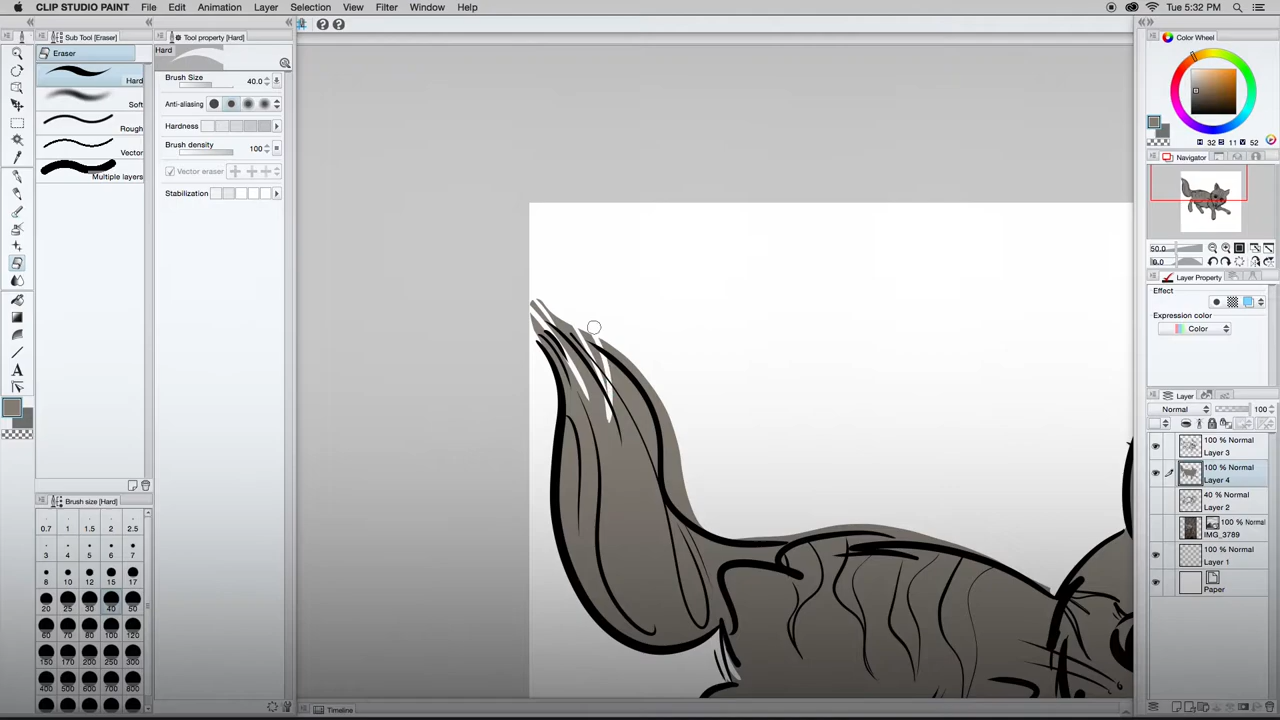 CLIP STUDIO PAINT File Edit Animation Layer Selection View Filter Window Tue 5:32 PM
Sub Tool [Eraser]
Eraser
Hard
Soft
Rough
Vector
Multiple layers
Tool property [Hard]
Hard
Brush Size 40.0
Anti-aliasing
Hardness
Brush density 100
Vector eraser
Stabilization
Brush size [Hard]
0.7 1 1.5 2 2.5
3 4 5 6 7
8 10 12 15 17
20 25 30 40 50
60 70 80 100 120
150 170 200 250 300
400 500 600 700 800
Timeline
Color Wheel
H 32 S 11 V 52
Navigator
50.0
0.0
Layer Property
Effect
Expression color
Color
Layer
Normal 100
100 % Normal
Layer 3
100 % Normal
Layer 4
40 % Normal
Layer 2
100 % Normal
IMG_3789
100 % Normal
Layer 1
Paper